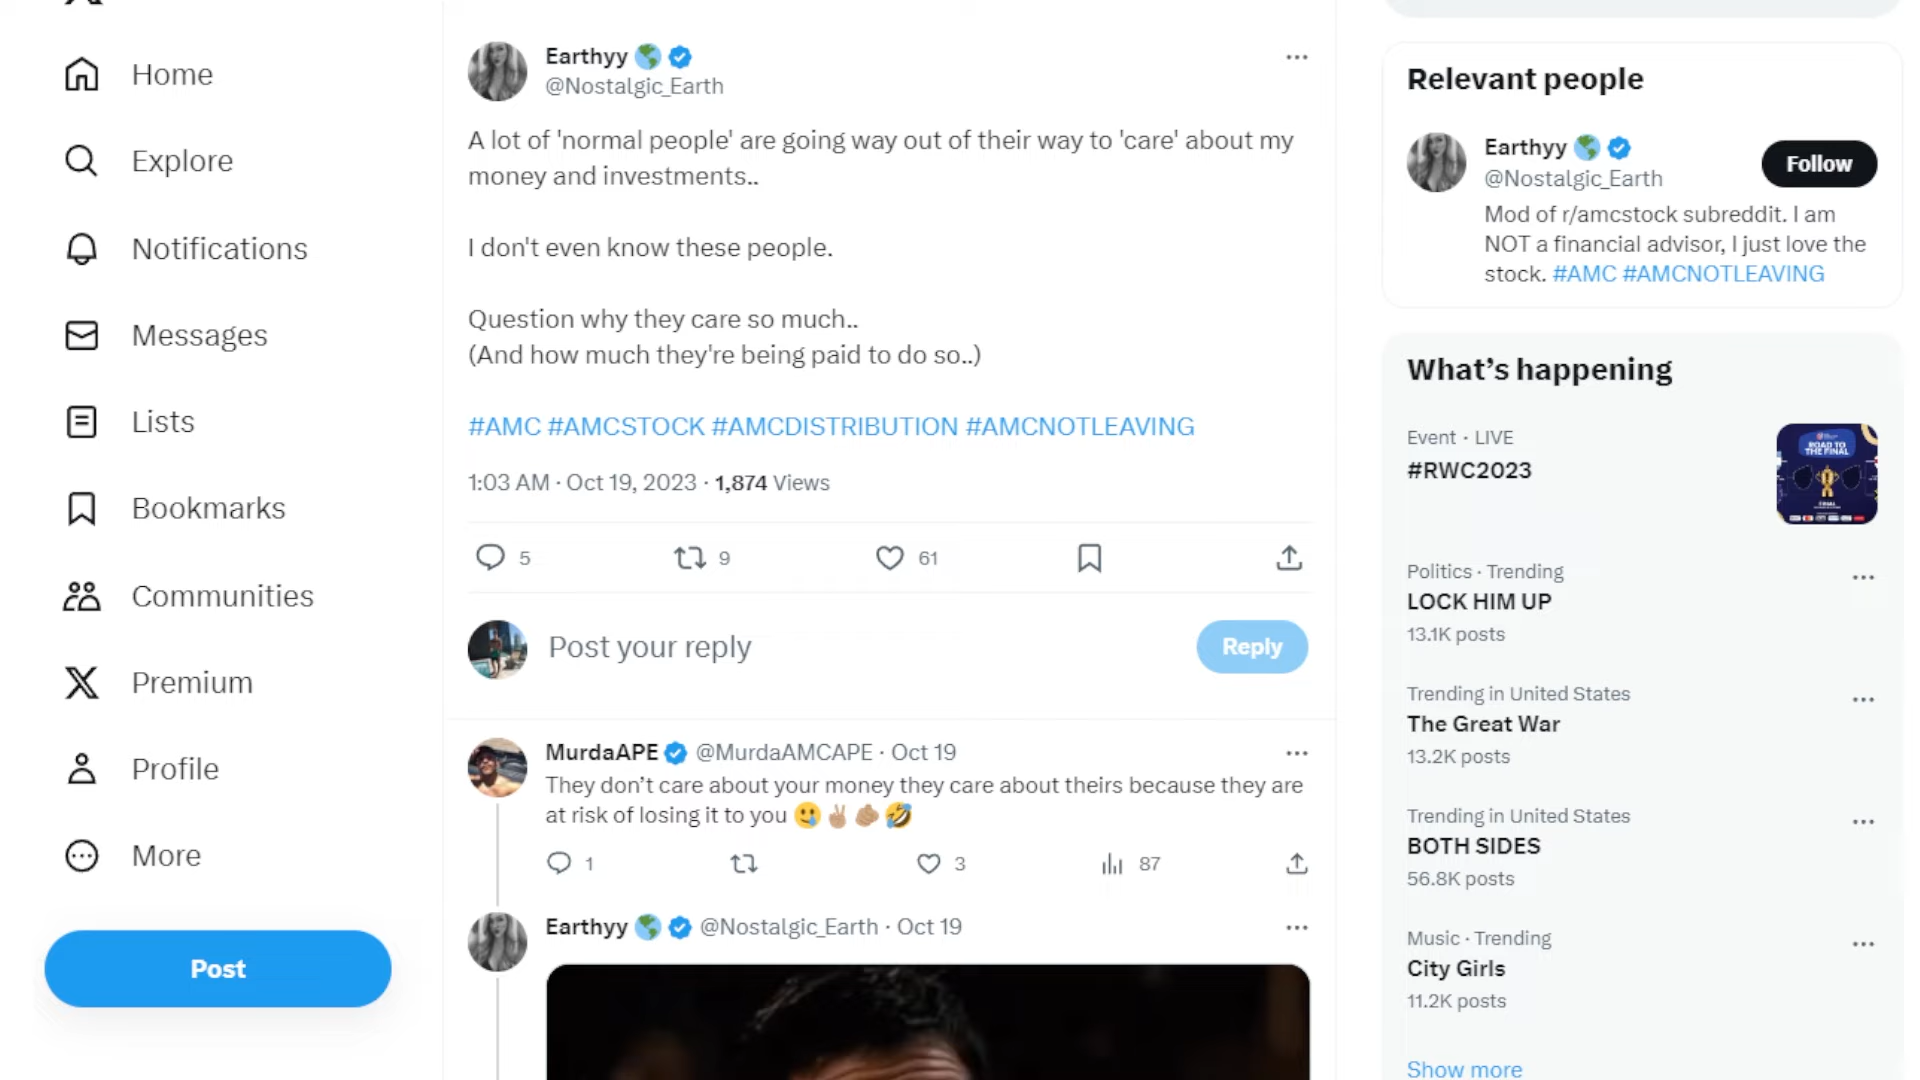 Home
Explore
Notifications
Messages
Lists
Bookmarks
Communities
Premium
Profile
More
Post
Earthyy
@Nostalgic_Earth
A lot of 'normal people' are going way out of their way to 'care' about my
money and investments..
I don't even know these people.
Question why they care so much..
(And how much they're being paid to do so..)
#AMC #AMCSTOCK #AMCDISTRIBUTION #AMCNOTLEAVING
1:03 AM · Oct 19, 2023 · 1,874 Views
5 9 61
Post your reply
Reply
MurdaAPE @MurdaAMCAPE · Oct 19
They don’t care about your money they care about theirs because they are
at risk of losing it to you 🥲✌🏼🫵🏼🤣
1 3 87
Earthyy @Nostalgic_Earth · Oct 19
Relevant people
Earthyy
@Nostalgic_Earth
Follow
Mod of r/amcstock subreddit. I am
NOT a financial advisor, I just love the
stock. #AMC #AMCNOTLEAVING
What’s happening
Event · LIVE
#RWC2023
ROAD TO
THE FINAL
Politics · Trending
LOCK HIM UP
13.1K posts
Trending in United States
The Great War
13.2K posts
Trending in United States
BOTH SIDES
56.8K posts
Music · Trending
City Girls
11.2K posts
Show more